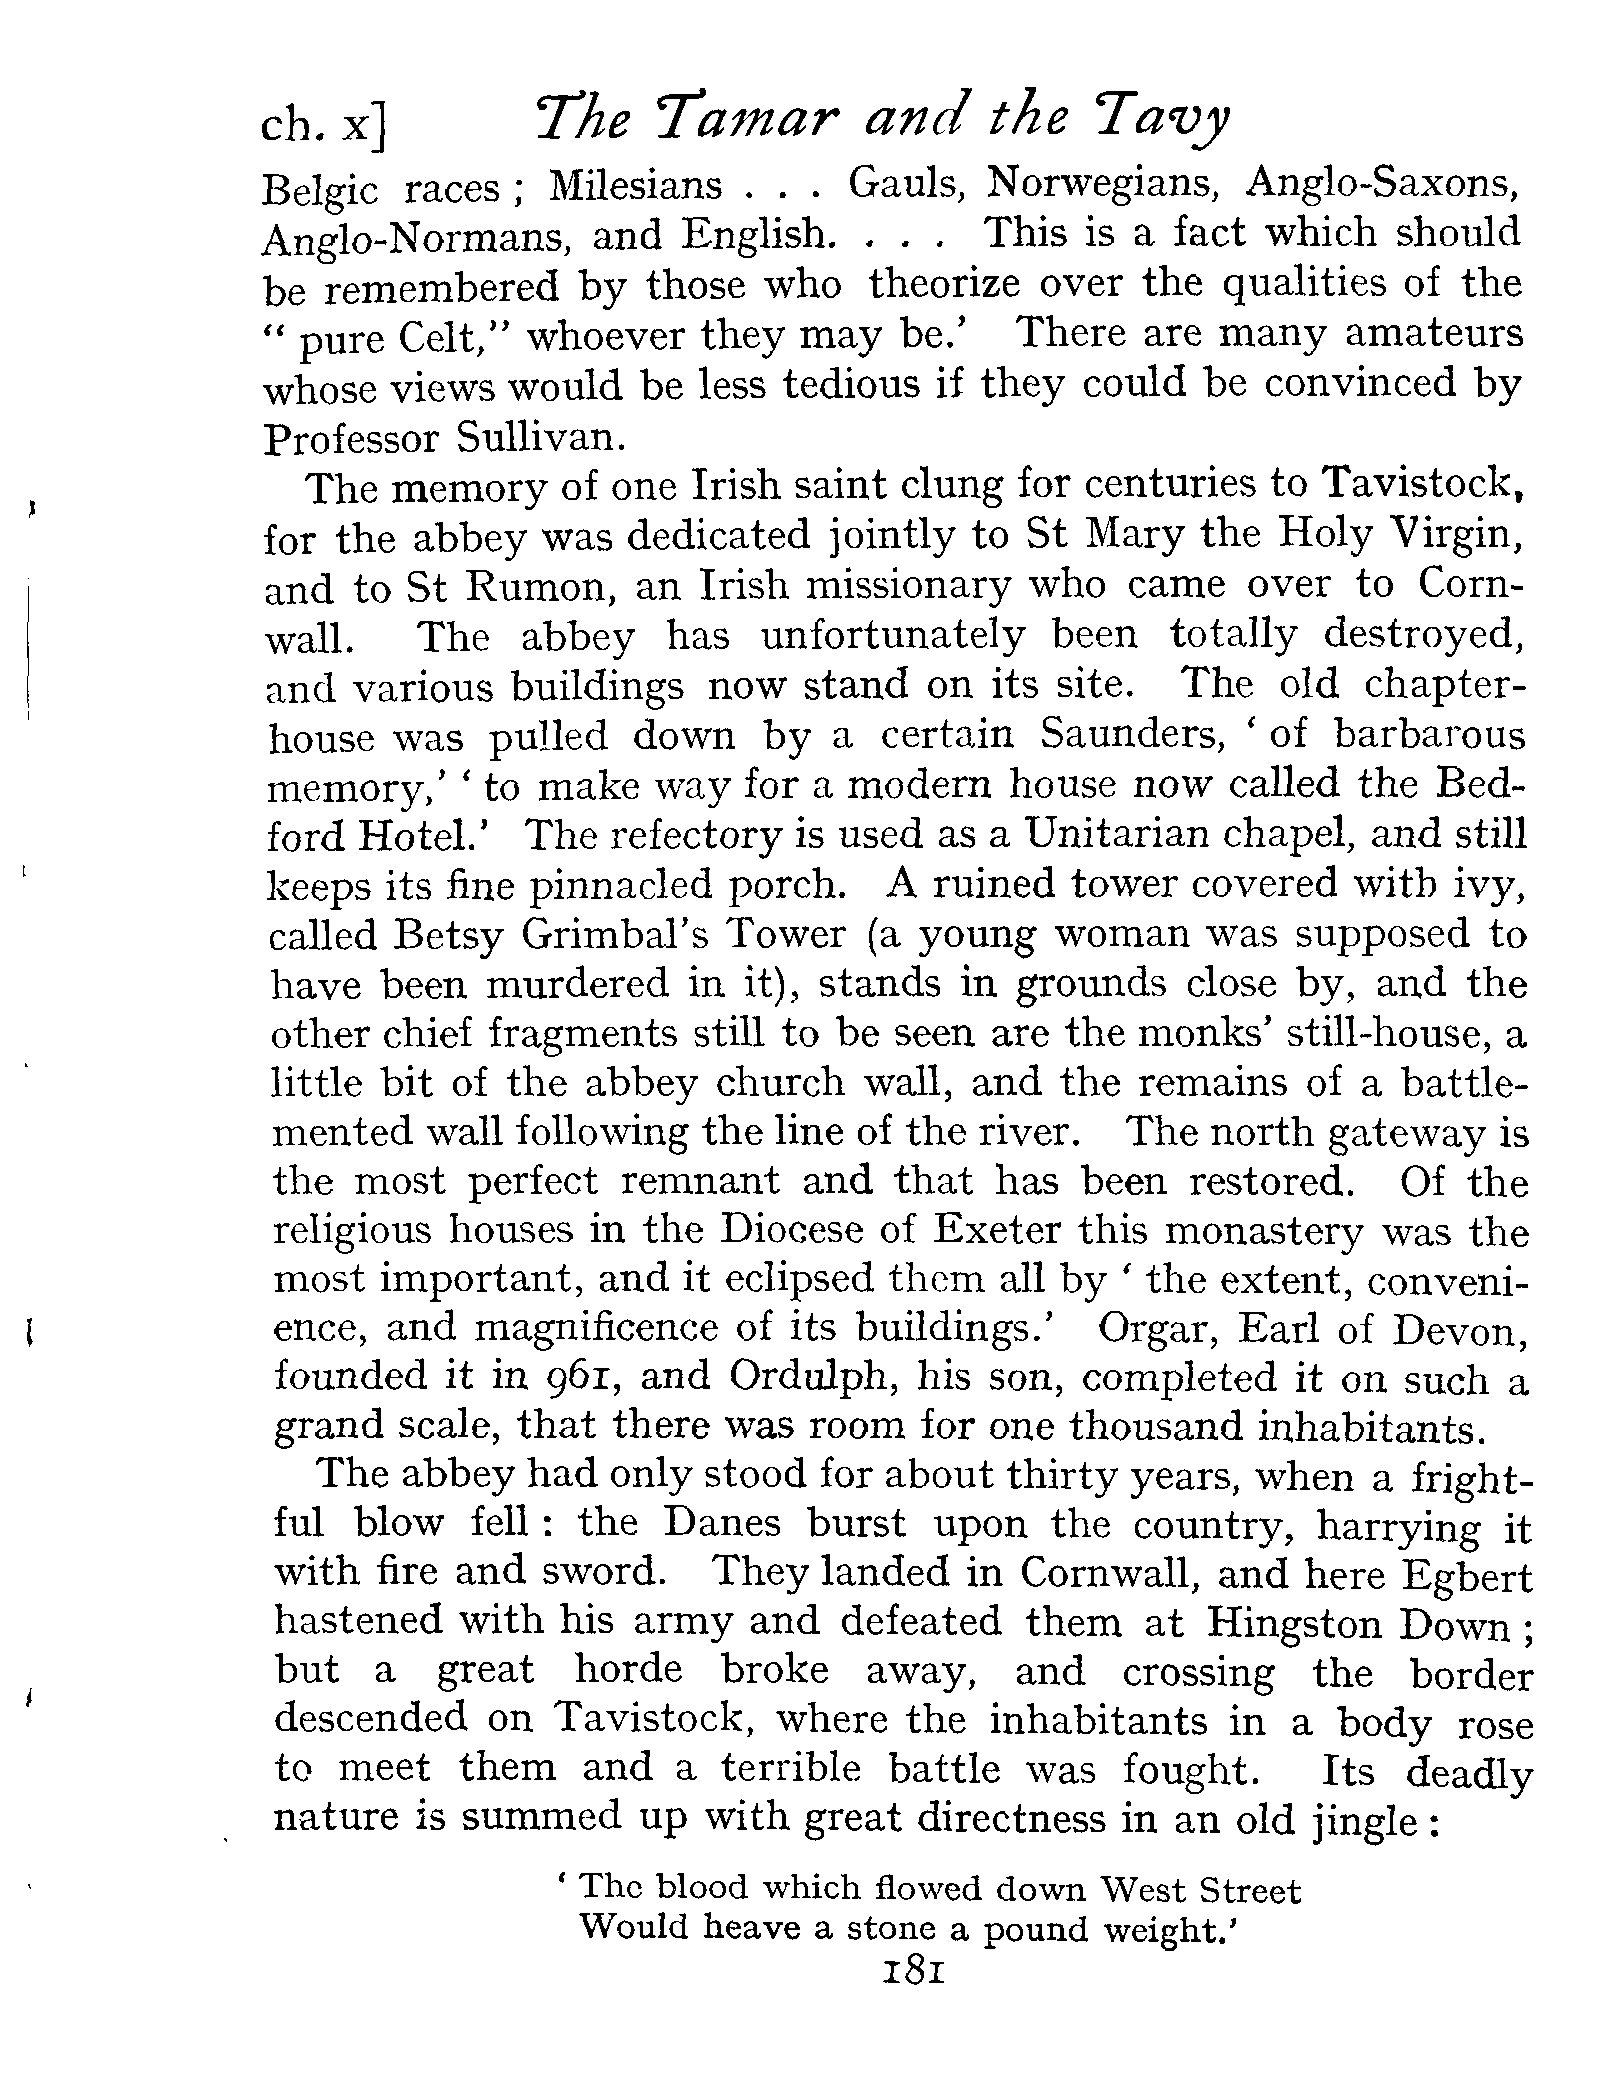 ch. x] The Tamar and the Tavy
Belgic races ; Milesians . . . Gauls, Norwegians, Anglo-Saxons,
Anglo-Normans, and English. . . . This is a fact which should
be remembered by those who theorize over the qualities of the
“ pure Celt,” whoever they may be.’ There are many amateurs
whose views would be less tedious if they could be convinced by
Professor Sullivan.
The memory of one Irish saint clung for centuries to Tavistock,
for the abbey was dedicated jointly to St Mary the Holy Virgin,
and to St Rumon, an Irish missionary who came over to Corn-
wall. The abbey has unfortunately been totally destroyed,
and various buildings now stand on its site. The old chapter-
house was pulled down by a certain Saunders, ‘ of barbarous
memory,’ ‘ to make way for a modern house now called the Bed-
ford Hotel.’ The refectory is used as a Unitarian chapel, and still
keeps its fine pinnacled porch. A ruined tower covered with ivy,
called Betsy Grimbal’s Tower (a young woman was supposed to
have been murdered in it), stands in grounds close by, and the
other chief fragments still to be seen are the monks’ still-house, a
little bit of the abbey church wall, and the remains of a battle-
mented wall following the line of the river. The north gateway is
the most perfect remnant and that has been restored. Of the
religious houses in the Diocese of Exeter this monastery was the
most important, and it eclipsed them all by ‘ the extent, conveni-
ence, and magnificence of its buildings.’ Orgar, Earl of Devon,
founded it in 961, and Ordulph, his son, completed it on such a
grand scale, that there was room for one thousand inhabitants.
The abbey had only stood for about thirty years, when a fright-
ful blow fell : the Danes burst upon the country, harrying it
with fire and sword. They landed in Cornwall, and here Egbert
hastened with his army and defeated them at Hingston Down ;
but a great horde broke away, and crossing the border
descended on Tavistock, where the inhabitants in a body rose
to meet them and a terrible battle was fought. Its deadly
nature is summed up with great directness in an old jingle :
‘ The blood which flowed down West Street
Would heave a stone a pound weight.’
181